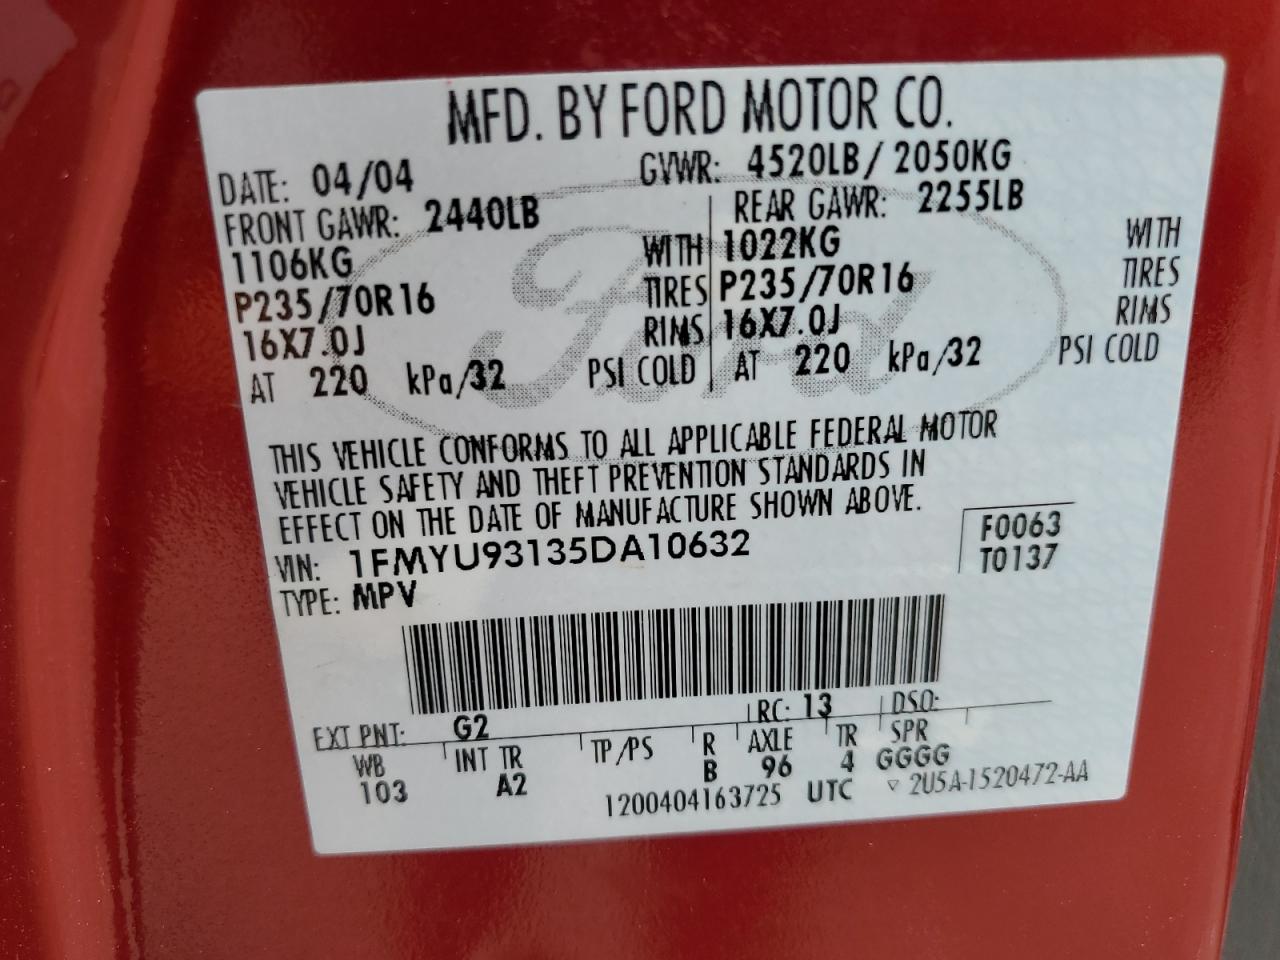 MFD. BY FORD MOTOR CO.
DATE: 04/04 GVWR: 4520LB/ 2050KG
FRONT GAWR: 2440LB REAR GAWR: 2255LB
1106KG WITH 1022KG WITH
P235/70R16 TIRES P235/70R16 TIRES
16X7.0J RIMS 16X7.0J RIMS
AT 220 kPa/32 PSI COLD AT 220 kPa/32 PSI COLD
Ford
THIS VEHICLE CONFORMS TO ALL APPLICABLE FEDERAL MOTOR
VEHICLE SAFETY AND THEFT PREVENTION STANDARDS IN
EFFECT ON THE DATE OF MANUFACTURE SHOWN ABOVE.
VIN: 1FMYU93135DA10632 F0063
TYPE: MPV T0137
EXT PNT: G2 RC: 13 DSO:
WB INT TR TP/PS R AXLE TR SPR
103 A2 B 96 4 GGGG
1200404163725 UTC ▽ 2U5A-1520472-AA